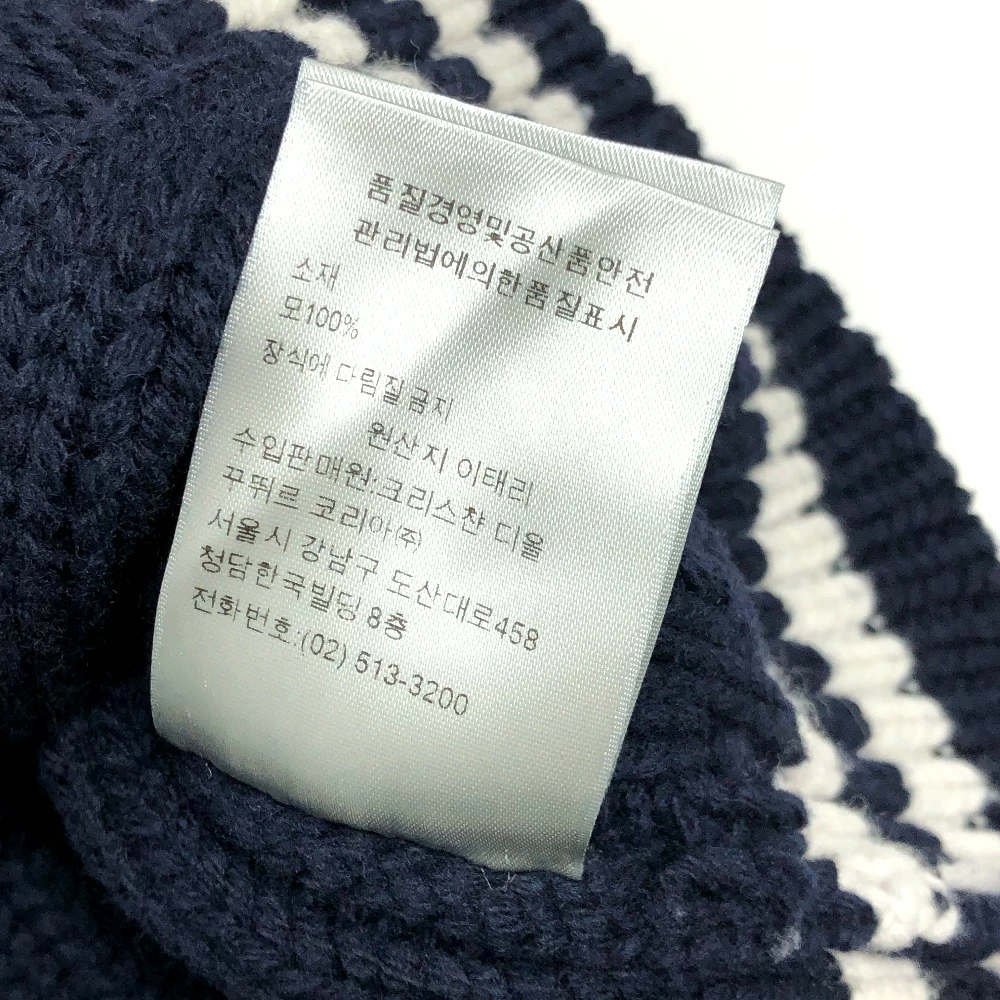 품질경영및공산품안전
관리법에의한품질표시
소재
모100%
장식에 다림질금지
원산지 이태리
수입판매원:크리스챤 디올
꾸뛰르 코리아(주)
서울시 강남구 도산대로458
청담한국빌딩 8층
전화번호:(02) 513-3200